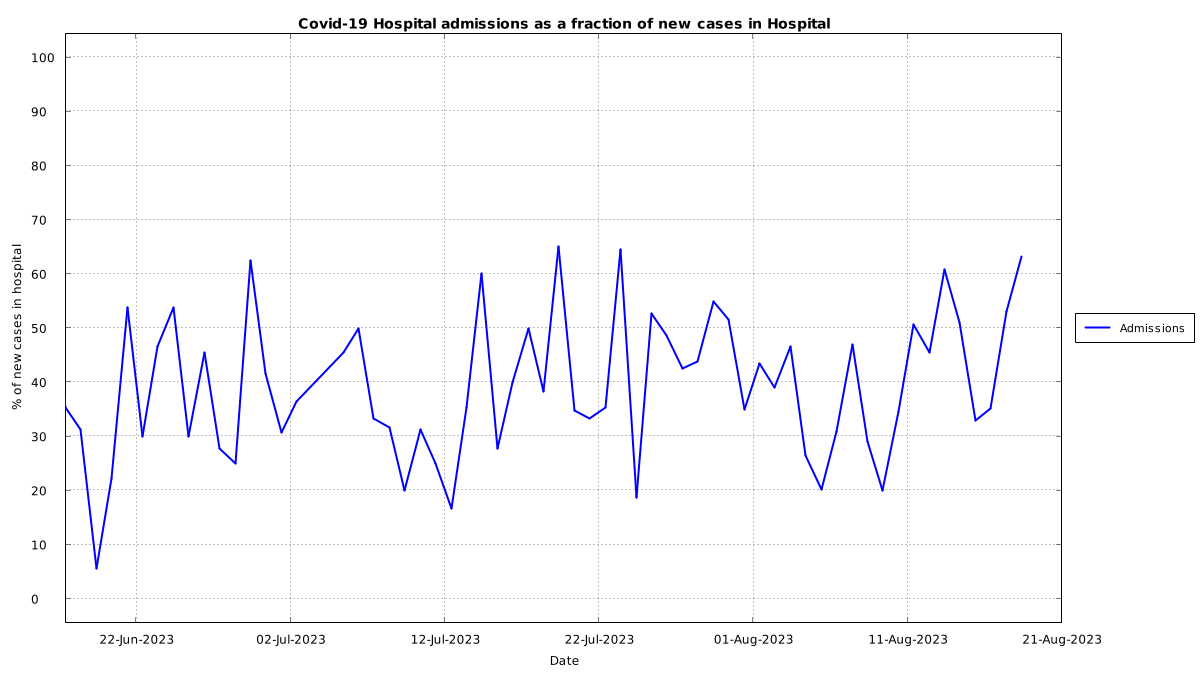 Covid-19 Hospital admissions as a fraction of new cases in Hospital
100
90
80
70
60
50
40
30
20
10
0
% of new cases in hospital
22-Jun-2023
02-Jul-2023
12-Jul-2023
22-Jul-2023
01-Aug-2023
11-Aug-2023
21-Aug-2023
Date
Admissions